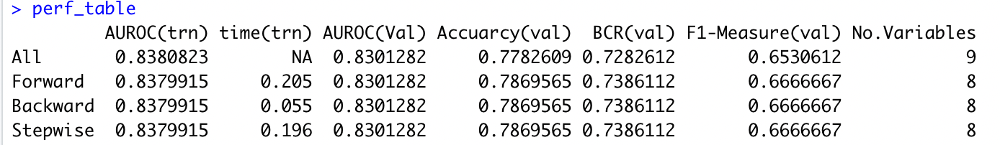 > perf_table
AUROC(trn) time(trn) AUROC(Val) Accuarcy(val) BCR(val) F1-Measure(val) No.Variables
All 0.8380823 NA 0.8301282 0.7782609 0.7282612 0.6530612 9
Forward 0.8379915 0.205 0.8301282 0.7869565 0.7386112 0.6666667 8
Backward 0.8379915 0.055 0.8301282 0.7869565 0.7386112 0.6666667 8
Stepwise 0.8379915 0.196 0.8301282 0.7869565 0.7386112 0.6666667 8